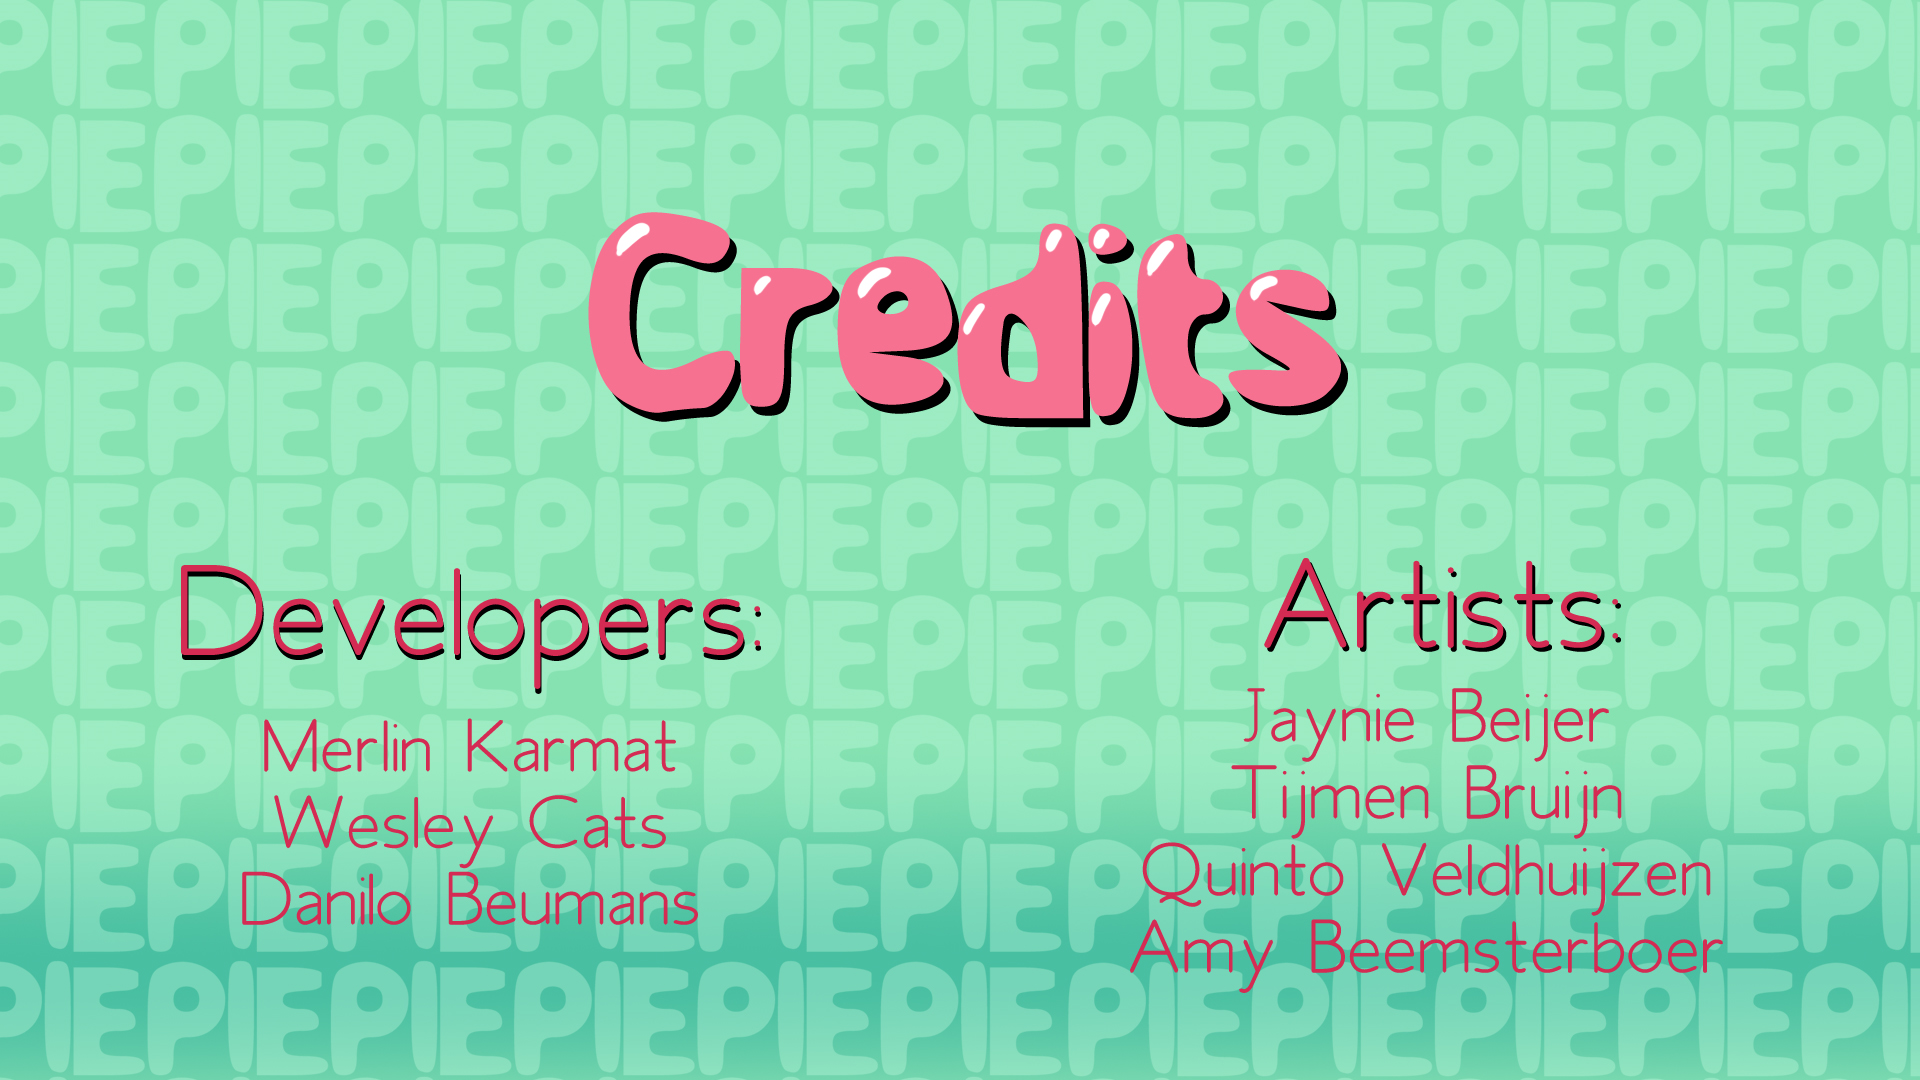 Credits
Developers:
Merlin Karmat
Wesley Cats
Danilo Beumans
Artists:
Jaynie Beijer
Tijmen Bruijn
Quinto Veldhuijzen
Amy Beemsterboer